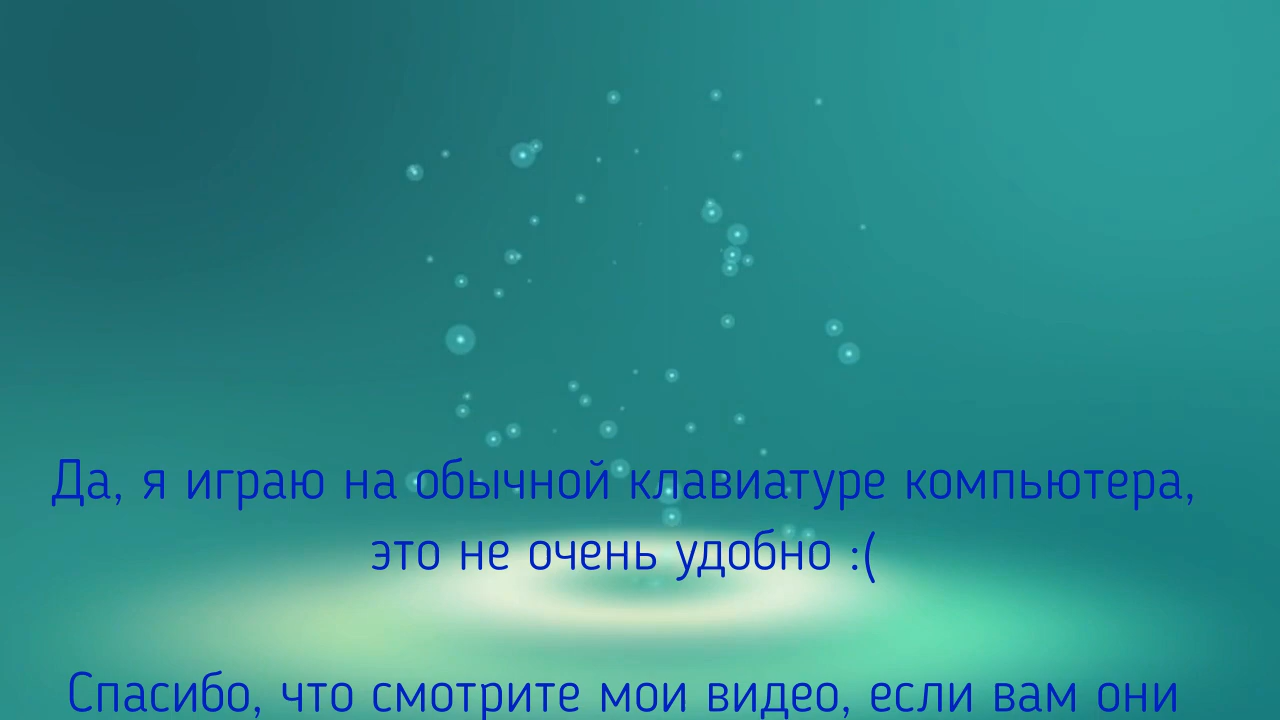 Да, я играю на обычной клавиатуре компьютера,
это не очень удобно :(
Спасибо, что смотрите мои видео, если вам они